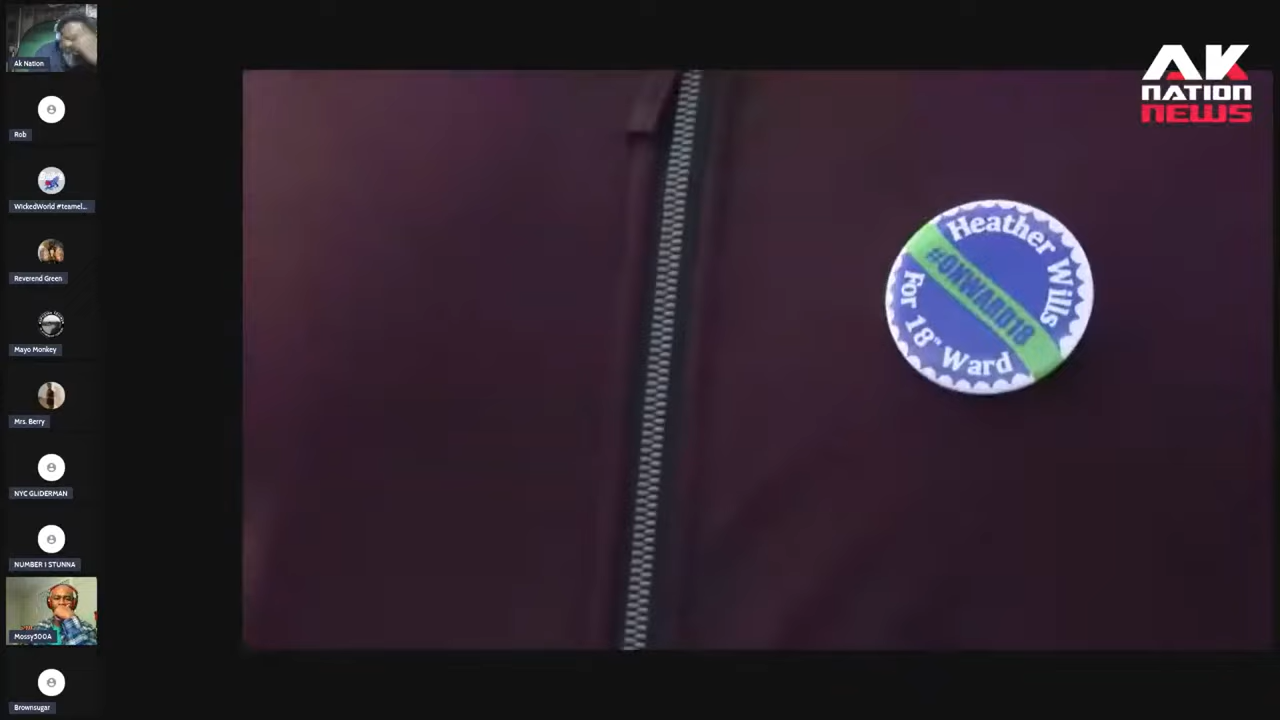 Ak Nation
Rob
WickedWorld #teamel...
Reverend Green
Mayo Monkey
Mrs. Berry
NYC GLIDERMAN
NUMBER 1 STUNNA
Mossy300A
Brownsugar
AK
NATION
NEWS
Heather Wills
#ONWARD18
For 18th Ward